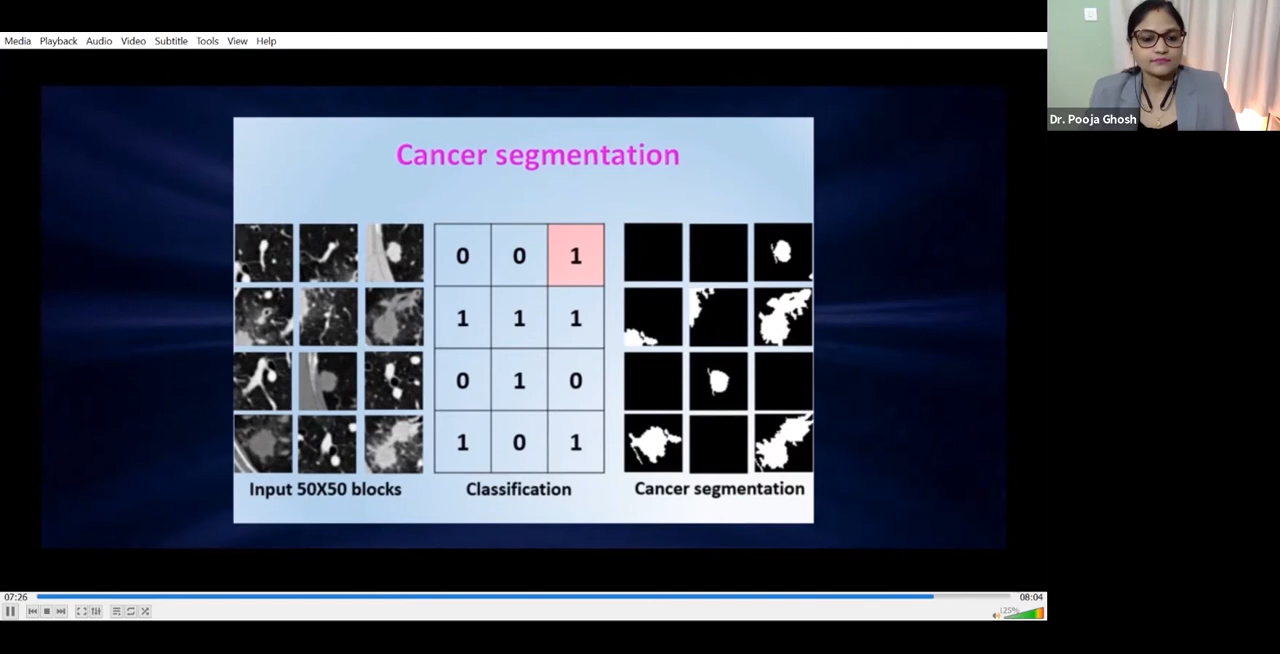 Media Playback Audio Video Subtitle Tools View Help
Dr. Pooja Ghosh
Cancer segmentation
0 0 1
1 1 1
0 1 0
1 0 1
Input 50X50 blocks Classification Cancer segmentation
07:26 08:04
125%